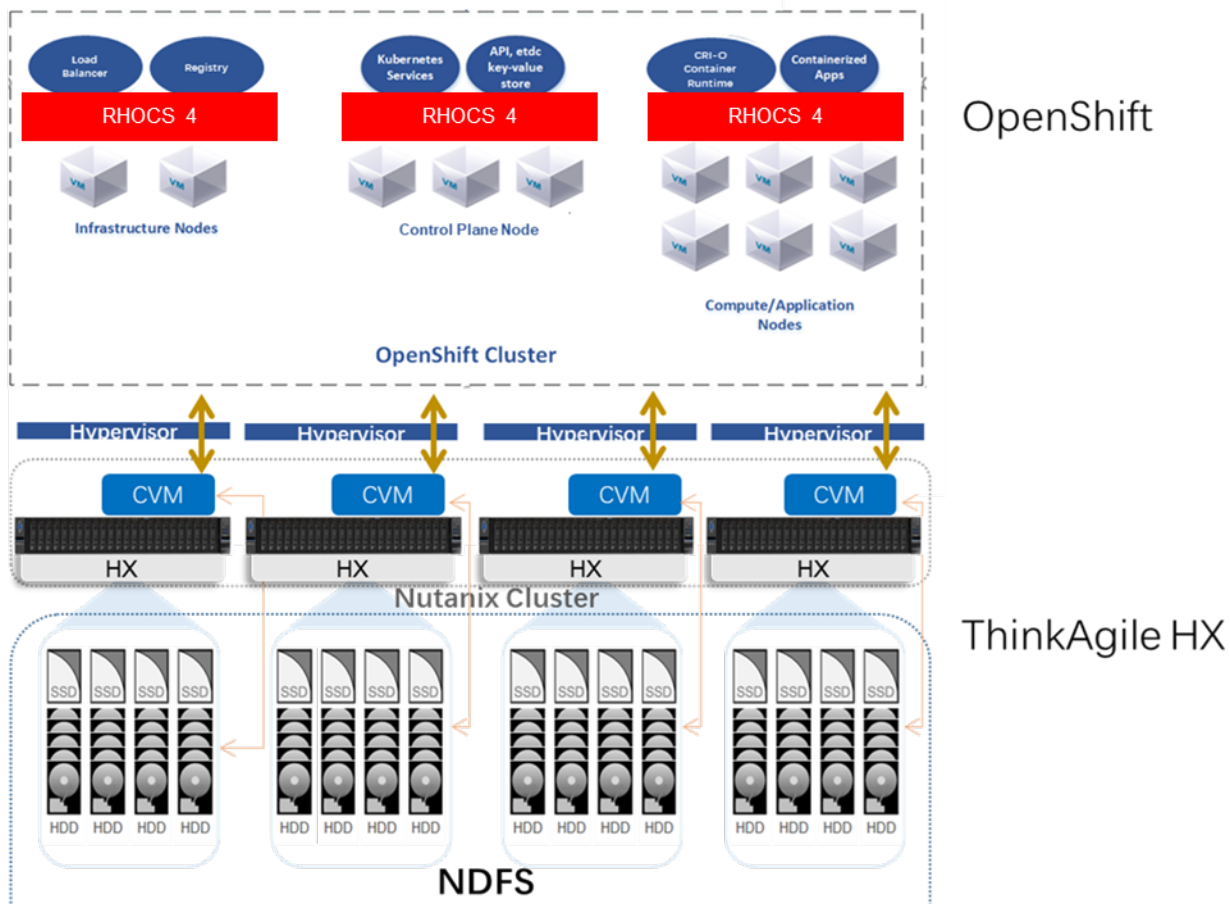 Load
Balancer
Registry
Kubernetes
Services
API, etdc
key-value
store
CRI-O
Container
Runtime
Containerized
Apps
RHOCS 4
RHOCS 4
RHOCS 4
OpenShift
VM
VM
VM
VM
VM
VM
VM
VM
Infrastructure Nodes
Control Plane Node
VM
VM
VM
Compute/Application
Nodes
OpenShift Cluster
Hypervisor
Hypervisor
Hypervisor
Hypervisor
CVM
CVM
CVM
CVM
HX
HX
HX
HX
Nutanix Cluster
ThinkAgile HX
SSD SSD SSD SSD
SSD SSD SSD SSD
SSD SSD SSD SSD
SSD SSD SSD SSD
HDD HDD HDD HDD
HDD HDD HDD HDD
HDD HDD HDD HDD
HDD HDD HDD HDD
NDFS